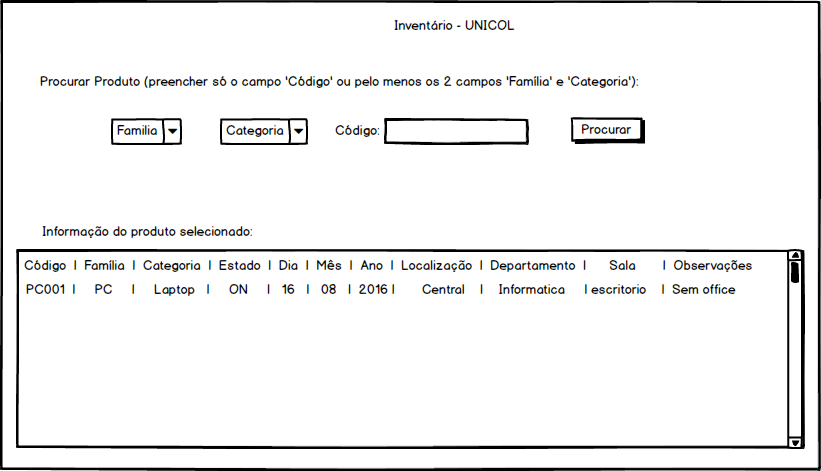 Inventário - UNICOL
Procurar Produto (preencher só o campo 'Código' ou pelo menos os 2 campos 'Família' e 'Categoria'):
Familia Categoria Código: Procurar
Informação do produto selecionado:
Código | Família | Categoria | Estado | Dia | Mês | Ano | Localização | Departamento | Sala | Observações
PC001 | PC | Laptop | ON | 16 | 08 | 2016 | Central | Informatica | escritorio | Sem office